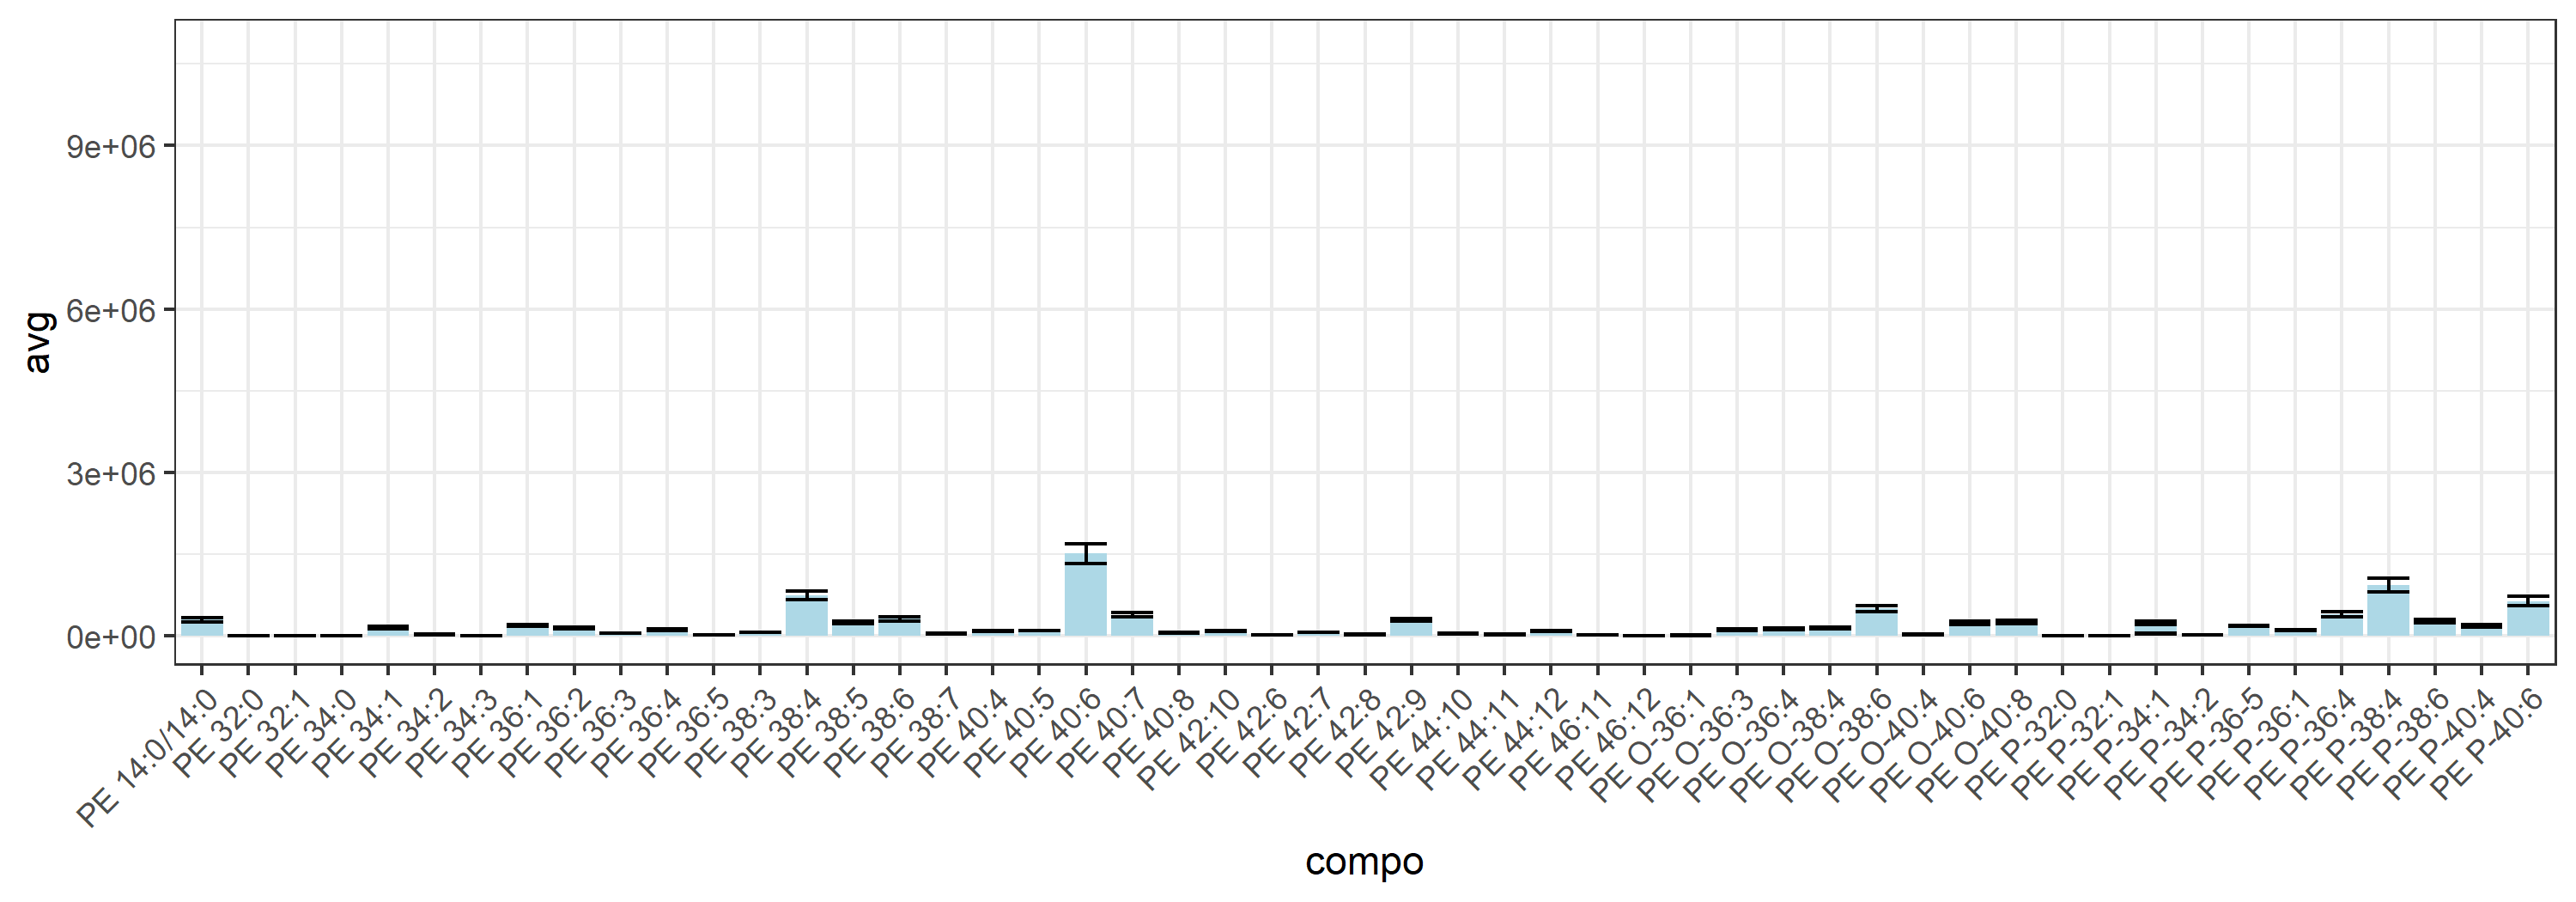 avg
9e+06
6e+06
3e+06
0e+00
PE 14:0/14:0
PE 32:0
PE 32:1
PE 34:0
PE 34:1
PE 34:2
PE 34:3
PE 36:1
PE 36:2
PE 36:3
PE 36:4
PE 36:5
PE 38:3
PE 38:4
PE 38:5
PE 38:6
PE 38:7
PE 40:4
PE 40:5
PE 40:6
PE 40:7
PE 40:8
PE 42:10
PE 42:6
PE 42:7
PE 42:8
PE 42:9
PE 44:10
PE 44:11
PE 44:12
PE 46:11
PE 46:12
PE O-36:1
PE O-36:3
PE O-36:4
PE O-38:4
PE O-38:6
PE O-40:4
PE O-40:6
PE O-40:8
PE P-32:0
PE P-32:1
PE P-34:1
PE P-34:2
PE P-36-5
PE P-36:1
PE P-36:4
PE P-38:4
PE P-38:6
PE P-40:4
PE P-40:6
compo